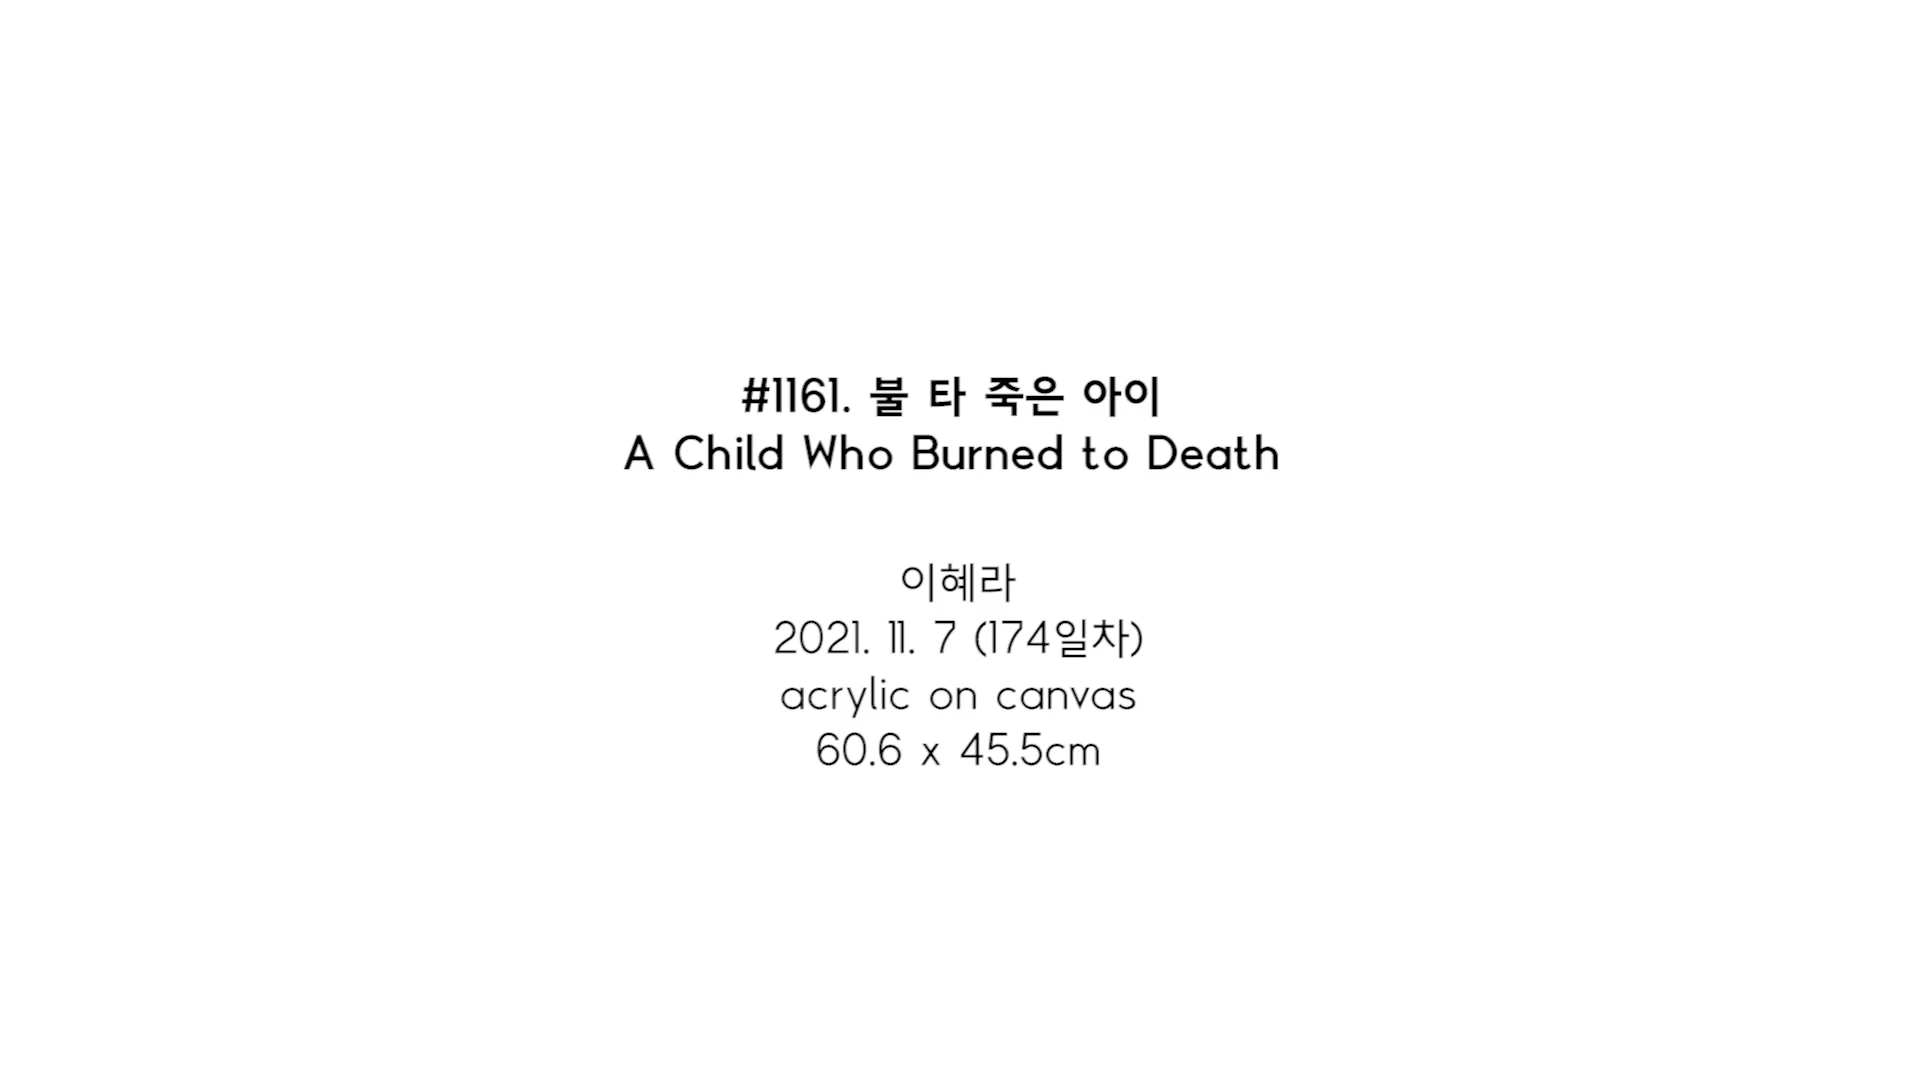 #1161. 불 타 죽은 아이
A Child Who Burned to Death
이혜라
2021. 11. 7 (174일차)
acrylic on canvas
60.6 x 45.5cm